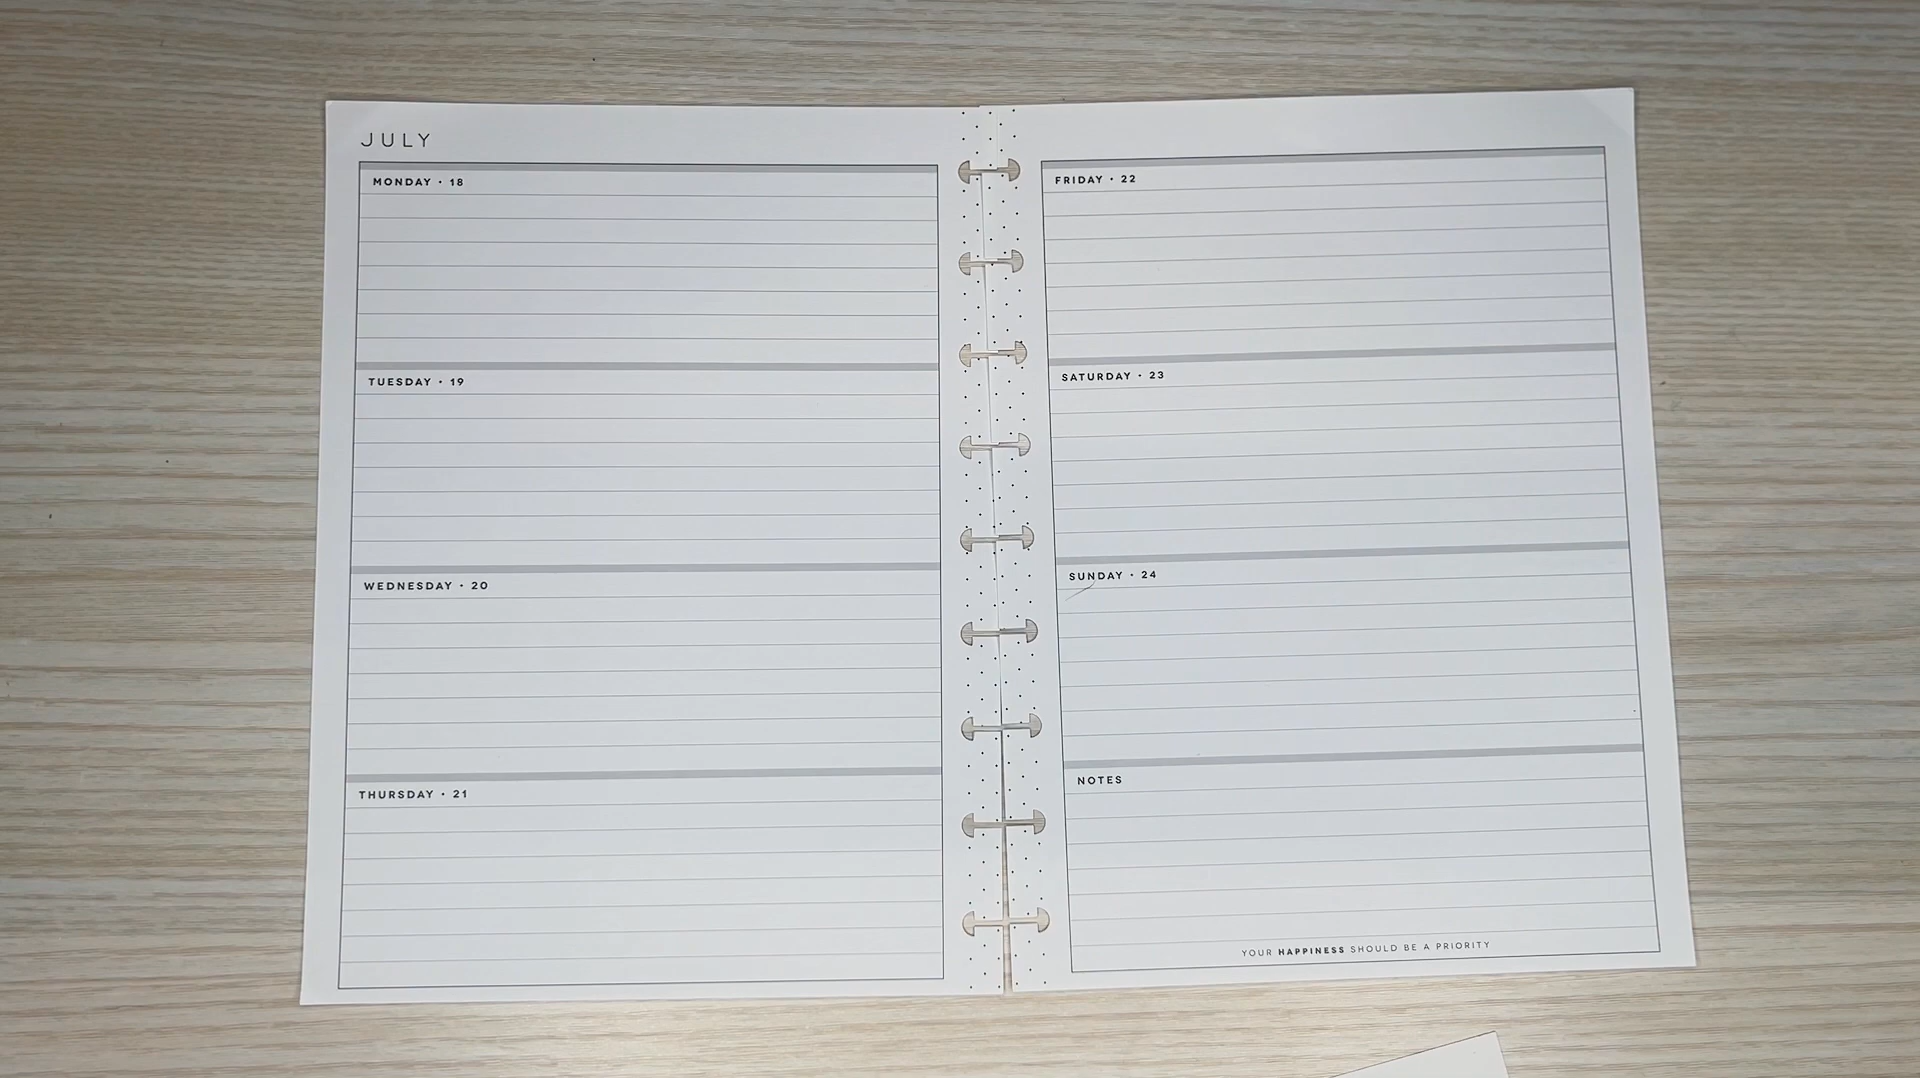 JULY
MONDAY • 18
TUESDAY • 19
WEDNESDAY • 20
THURSDAY • 21
FRIDAY • 22
SATURDAY • 23
SUNDAY • 24
NOTES
YOUR HAPPINESS SHOULD BE A PRIORITY